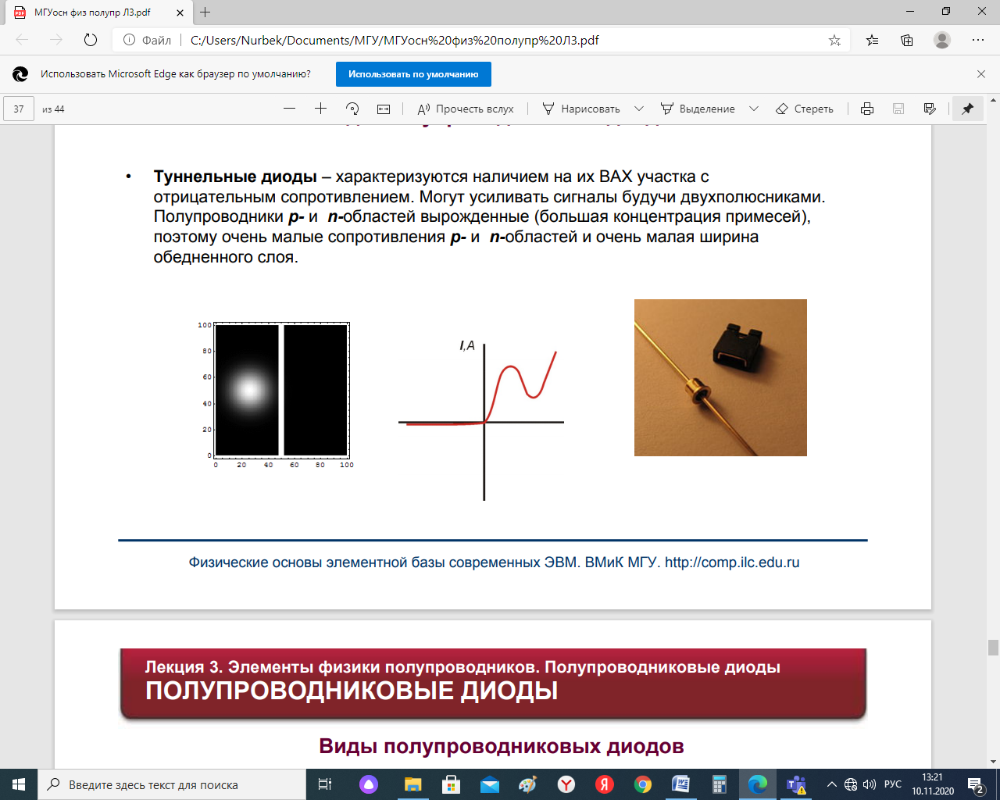 МГУосн физ полупр Л3.pdf
Файл C:/Users/Nurbek/Documents/МГУ/МГУосн%20физ%20полупр%20Л3.pdf
Использовать Microsoft Edge как браузер по умолчанию? Использовать по умолчанию
37 из 44 Прочесть вслух Нарисовать Выделение Стереть
• Туннельные диоды – характеризуются наличием на их ВАХ участка с
отрицательным сопротивлением. Могут усиливать сигналы будучи двухполюсниками.
Полупроводники p- и n-областей вырожденные (большая концентрация примесей),
поэтому очень малые сопротивления p- и n-областей и очень малая ширина
обедненного слоя.
100
80
60
40
20
0
0 20 40 60 80 100
I,A
Физические основы элементной базы современных ЭВМ. ВМиК МГУ. http://comp.ilc.edu.ru
Лекция 3. Элементы физики полупроводников. Полупроводниковые диоды
ПОЛУПРОВОДНИКОВЫЕ ДИОДЫ
Виды полупроводниковых диодов
Введите здесь текст для поиска
РУС
13:21
10.11.2020
2